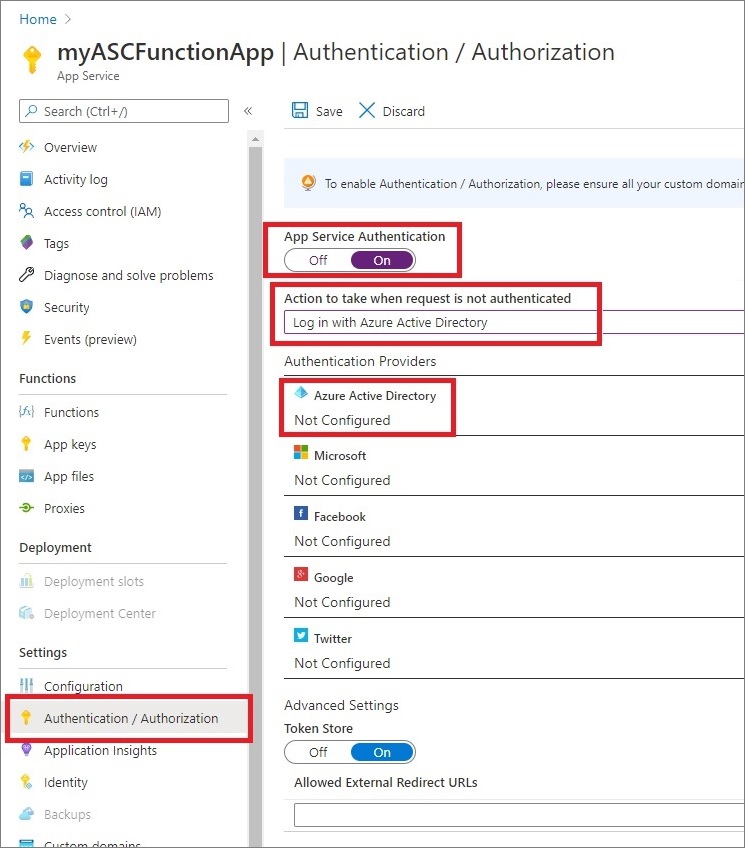 Home >
myASCFunctionApp | Authentication / Authorization
App Service
Search (Ctrl+/)
«
Save
Discard
Overview
Activity log
Access control (IAM)
Tags
Diagnose and solve problems
Security
Events (preview)
Functions
Functions
App keys
App files
Proxies
Deployment
Deployment slots
Deployment Center
Settings
Configuration
Authentication / Authorization
Application Insights
Identity
Backups
Custom domains
To enable Authentication / Authorization, please ensure all your custom domain
App Service Authentication
Off On
Action to take when request is not authenticated
Log in with Azure Active Directory
Authentication Providers
Azure Active Directory
Not Configured
Microsoft
Not Configured
Facebook
Not Configured
Google
Not Configured
Twitter
Not Configured
Advanced Settings
Token Store
Off On
Allowed External Redirect URLs